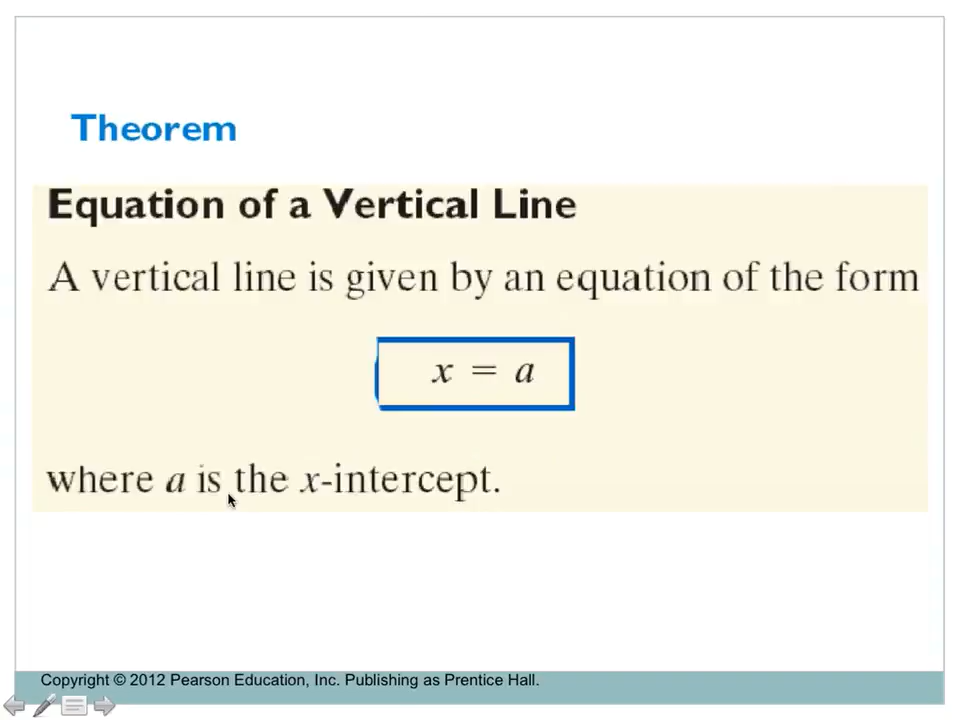 Theorem
Equation of a Vertical Line
A vertical line is given by an equation of the form
x = a
where a is the x-intercept.
Copyright © 2012 Pearson Education, Inc. Publishing as Prentice Hall.